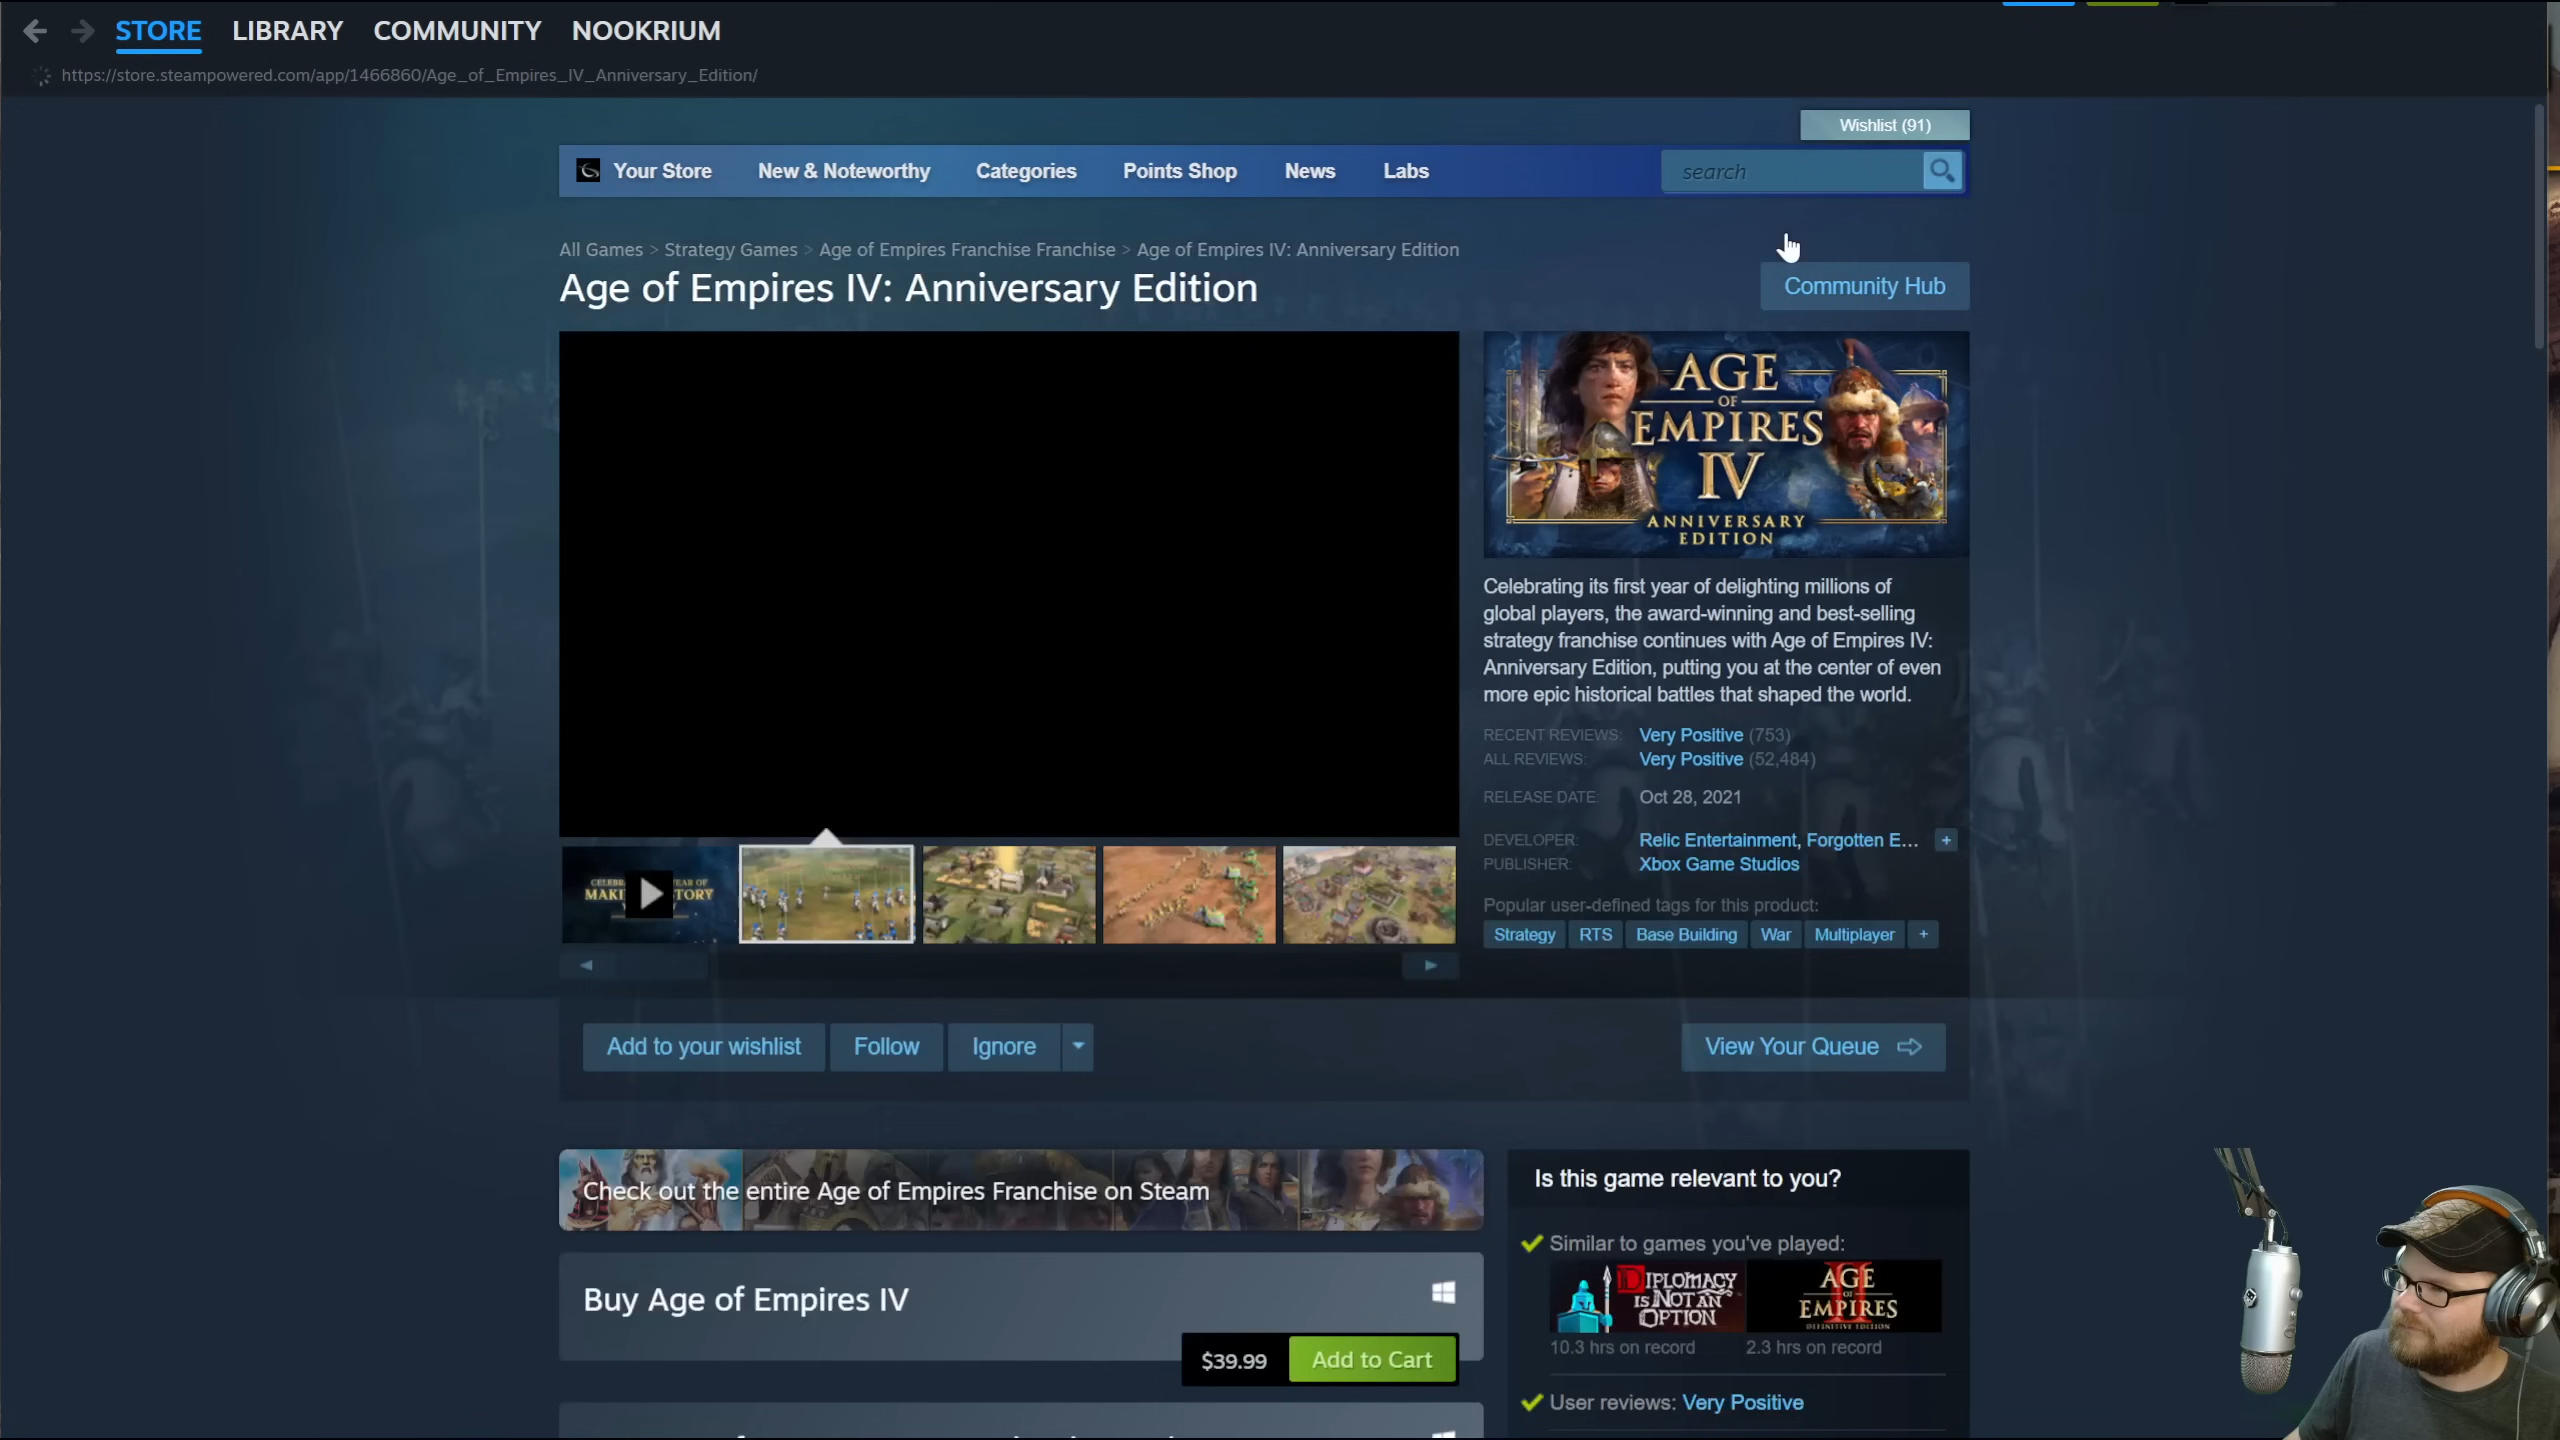 STORE LIBRARY COMMUNITY NOOKRIUM
https://store.steampowered.com/app/1466860/Age_of_Empires_IV_Anniversary_Edition/
Wishlist (91)
Your Store New & Noteworthy Categories Points Shop News Labs search
All Games > Strategy Games > Age of Empires Franchise Franchise > Age of Empires IV: Anniversary Edition
Age of Empires IV: Anniversary Edition
Community Hub
AGE
OF
EMPIRES
IV
ANNIVERSARY
EDITION
Celebrating its first year of delighting millions of
global players, the award-winning and best-selling
strategy franchise continues with Age of Empires IV:
Anniversary Edition, putting you at the center of even
more epic historical battles that shaped the world.
RECENT REVIEWS: Very Positive (753)
ALL REVIEWS: Very Positive (52,484)
RELEASE DATE: Oct 28, 2021
DEVELOPER: Relic Entertainment, Forgotten E... +
PUBLISHER: Xbox Game Studios
Popular user-defined tags for this product:
Strategy RTS Base Building War Multiplayer +
Add to your wishlist Follow Ignore View Your Queue
Check out the entire Age of Empires Franchise on Steam
Buy Age of Empires IV
$39.99 Add to Cart
Is this game relevant to you?
Similar to games you've played:
DIPLOMACY
IS NOT AN
OPTION
AGE
OF
EMPIRES
II
DEFINITIVE EDITION
10.3 hrs on record 2.3 hrs on record
User reviews: Very Positive